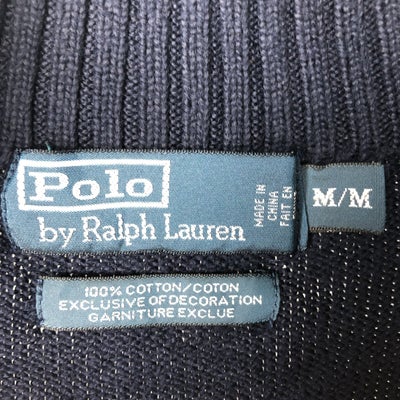 Polo
by Ralph Lauren
MADE IN
CHINA
FAIT EN
M/M
100% COTTON/COTON
EXCLUSIVE OF DECORATION
GARNITURE EXCLUE